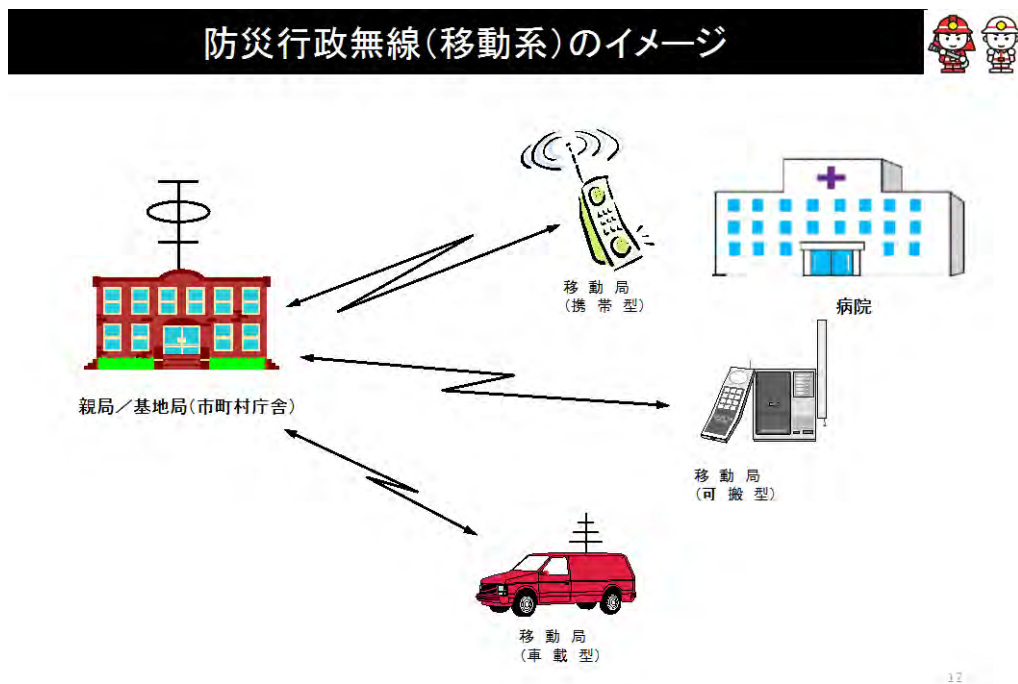 防災行政無線(移動系)のイメージ
移動局
(携帯型)
病院
親局／基地局(市町村庁舎)
移動局
(可搬型)
移動局
(車載型)
17